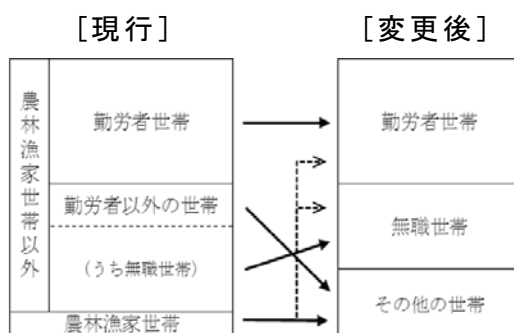 ［現行］
［変更後］
農林漁家世帯以外
勤労者世帯
勤労者以外の世帯
（うち無職世帯）
農林漁家世帯
勤労者世帯
無職世帯
その他の世帯